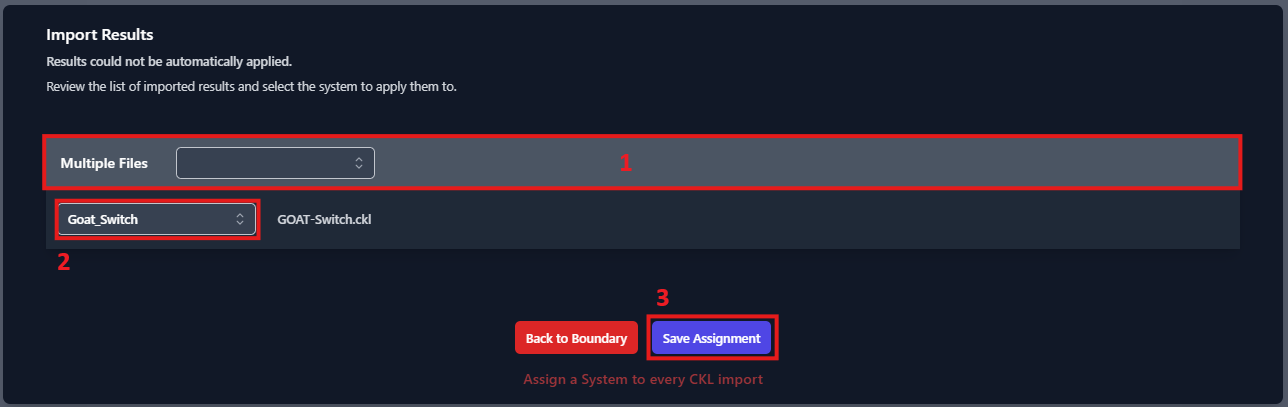 Import Results
Results could not be automatically applied.
Review the list of imported results and select the system to apply them to.
Multiple Files
1
Goat_Switch GOAT-Switch.ckl
2
3
Back to Boundary Save Assignment
Assign a System to every CKL import